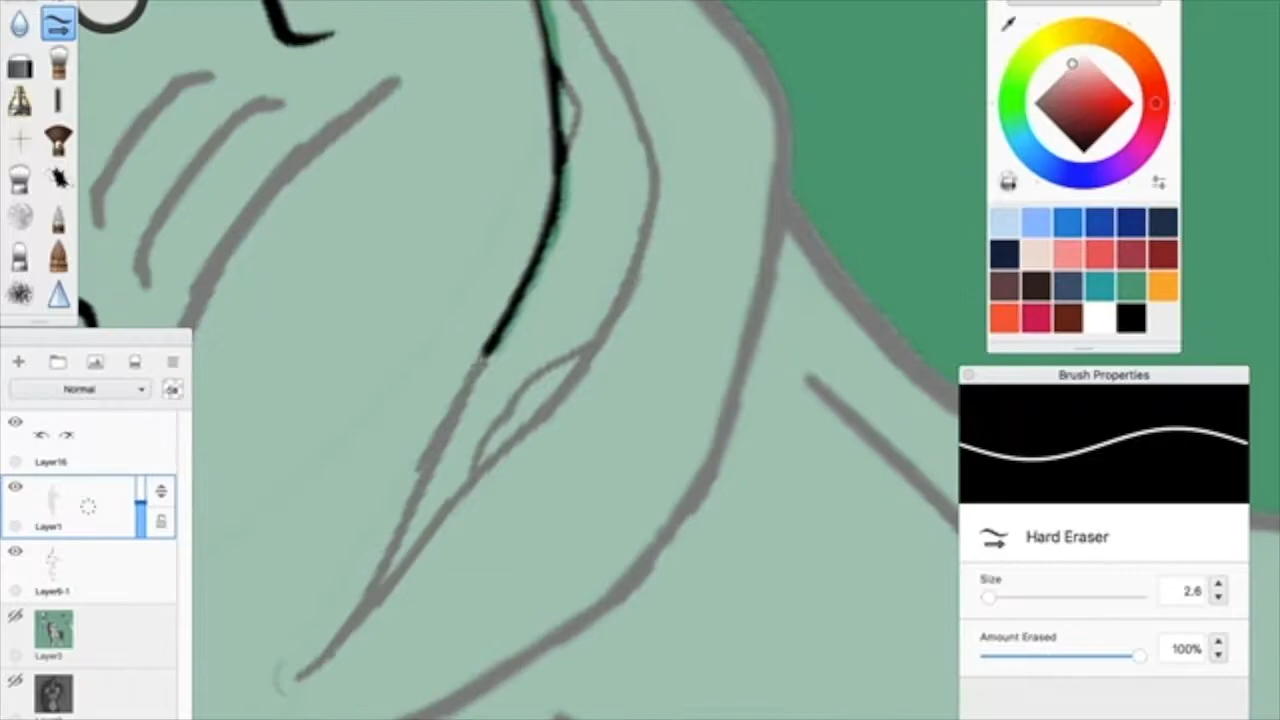 Normal
Layer16
Layer1
Layer6-1
Layer3
Brush Properties
Hard Eraser
Size
2.6
Amount Erased
100%